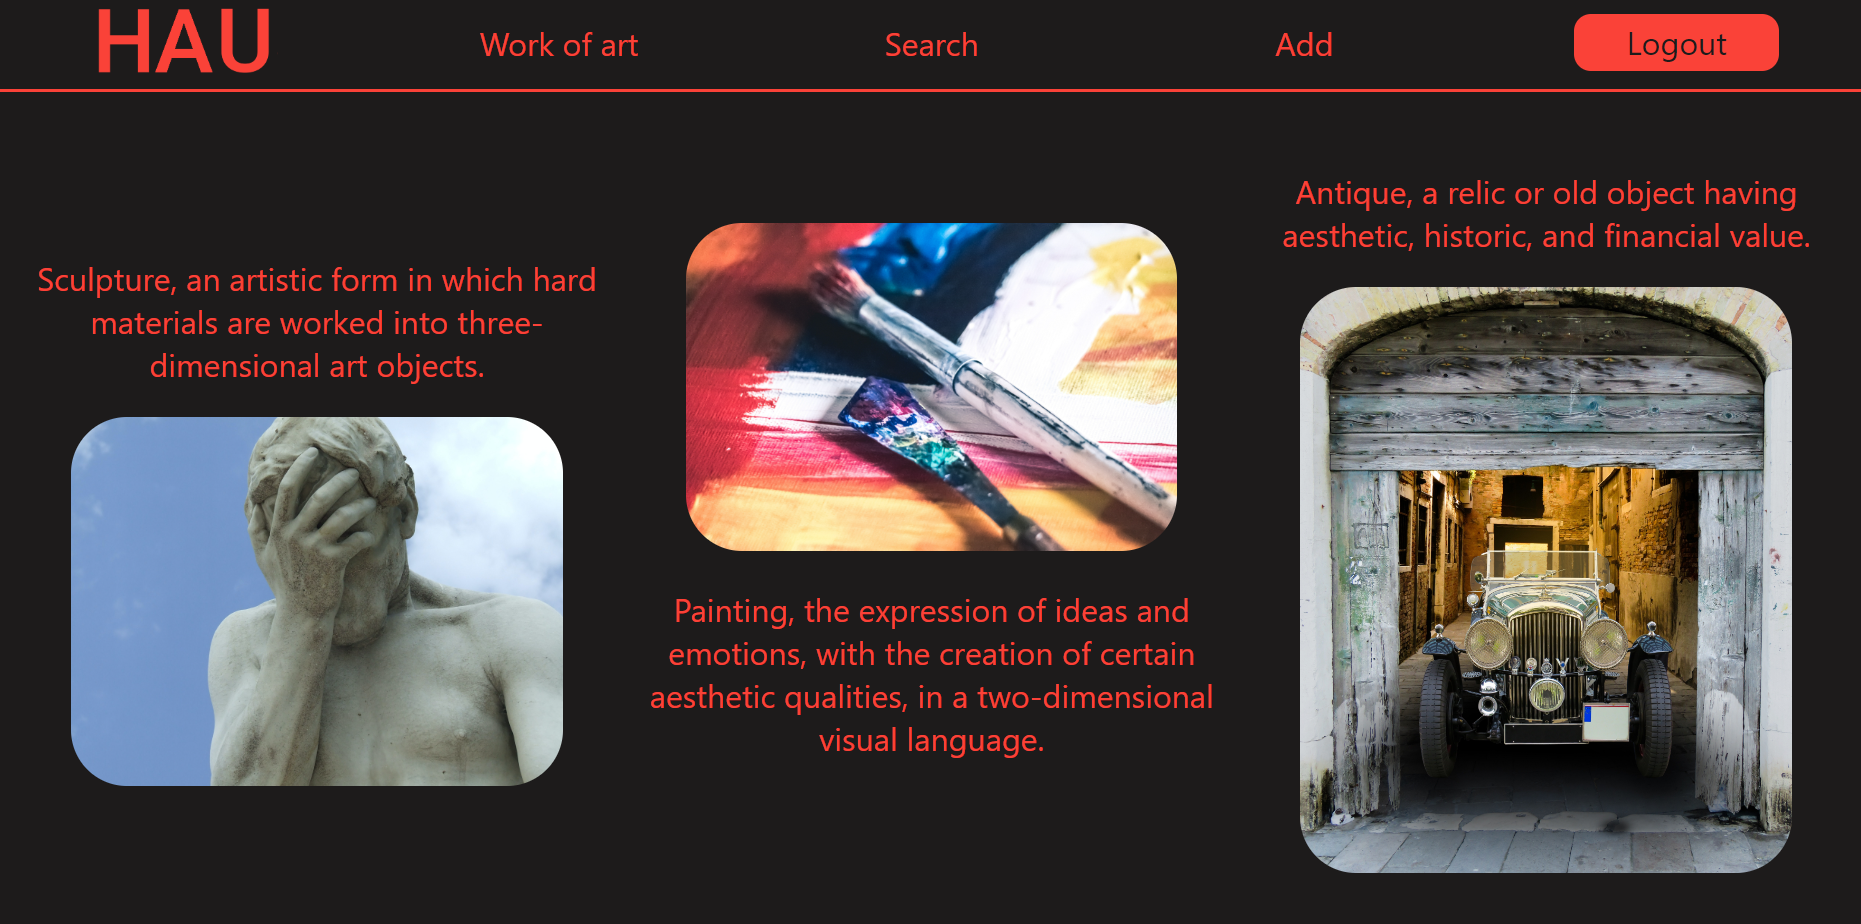 HAU
Work of art
Search
Add
Logout
Sculpture, an artistic form in which hard
materials are worked into three-
dimensional art objects.
Painting, the expression of ideas and
emotions, with the creation of certain
aesthetic qualities, in a two-dimensional
visual language.
Antique, a relic or old object having
aesthetic, historic, and financial value.